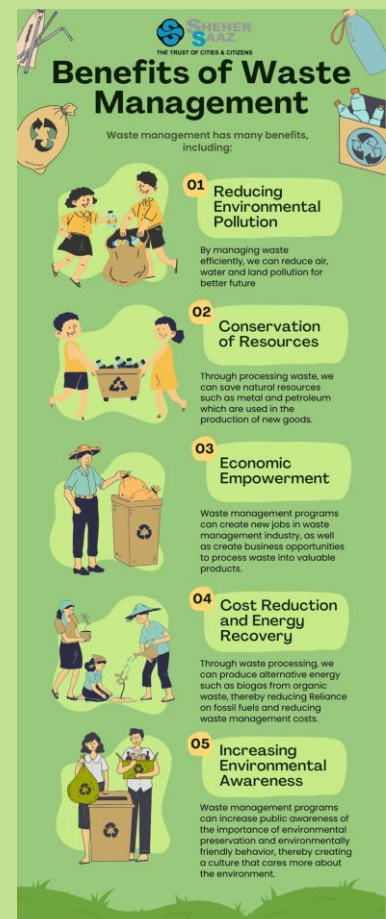 SHEHER
SAAZ
THE TRUST OF CITIES & CITIZENS
Benefits of Waste
Management
Waste management has many benefits,
including:
01
Reducing
Environmental
Pollution
By managing waste
efficiently, we can reduce air,
water and land pollution for
better future
02
Conservation
of Resources
Through processing waste, we
can save natural resources
such as metal and petroleum
which are used in the
production of new goods.
03
Economic
Empowerment
Waste management programs
can create new jobs in waste
management industry, as well
as create business opportunities
to process waste into valuable
products.
04
Cost Reduction
and Energy
Recovery
Through waste processing, we
can produce alternative energy
such as biogas from organic
waste, thereby reducing Reliance
on fossil fuels and reducing
waste management costs.
05
Increasing
Environmental
Awareness
Waste management programs
can increase public awareness of
the importance of environmental
preservation and environmentally
friendly behavior, thereby creating
a culture that cares more about
the environment.